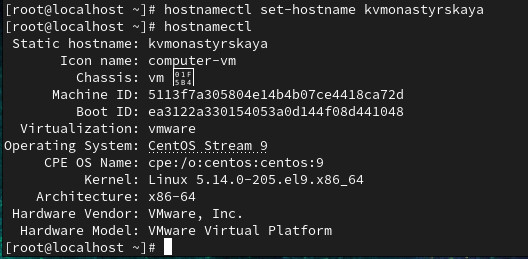 [root@localhost ~]# hostnamectl set-hostname kvmonastyrskaya
[root@localhost ~]# hostnamectl
Static hostname: kvmonastyrskaya
Icon name: computer-vm
Chassis: vm 🖴
Machine ID: 5113f7a305804e14b4b07ce4418ca72d
Boot ID: ea3122a330154053a0d144f08d441048
Virtualization: vmware
Operating System: CentOS Stream 9
CPE OS Name: cpe:/o:centos:centos:9
Kernel: Linux 5.14.0-205.el9.x86_64
Architecture: x86-64
Hardware Vendor: VMware, Inc.
Hardware Model: VMware Virtual Platform
[root@localhost ~]#